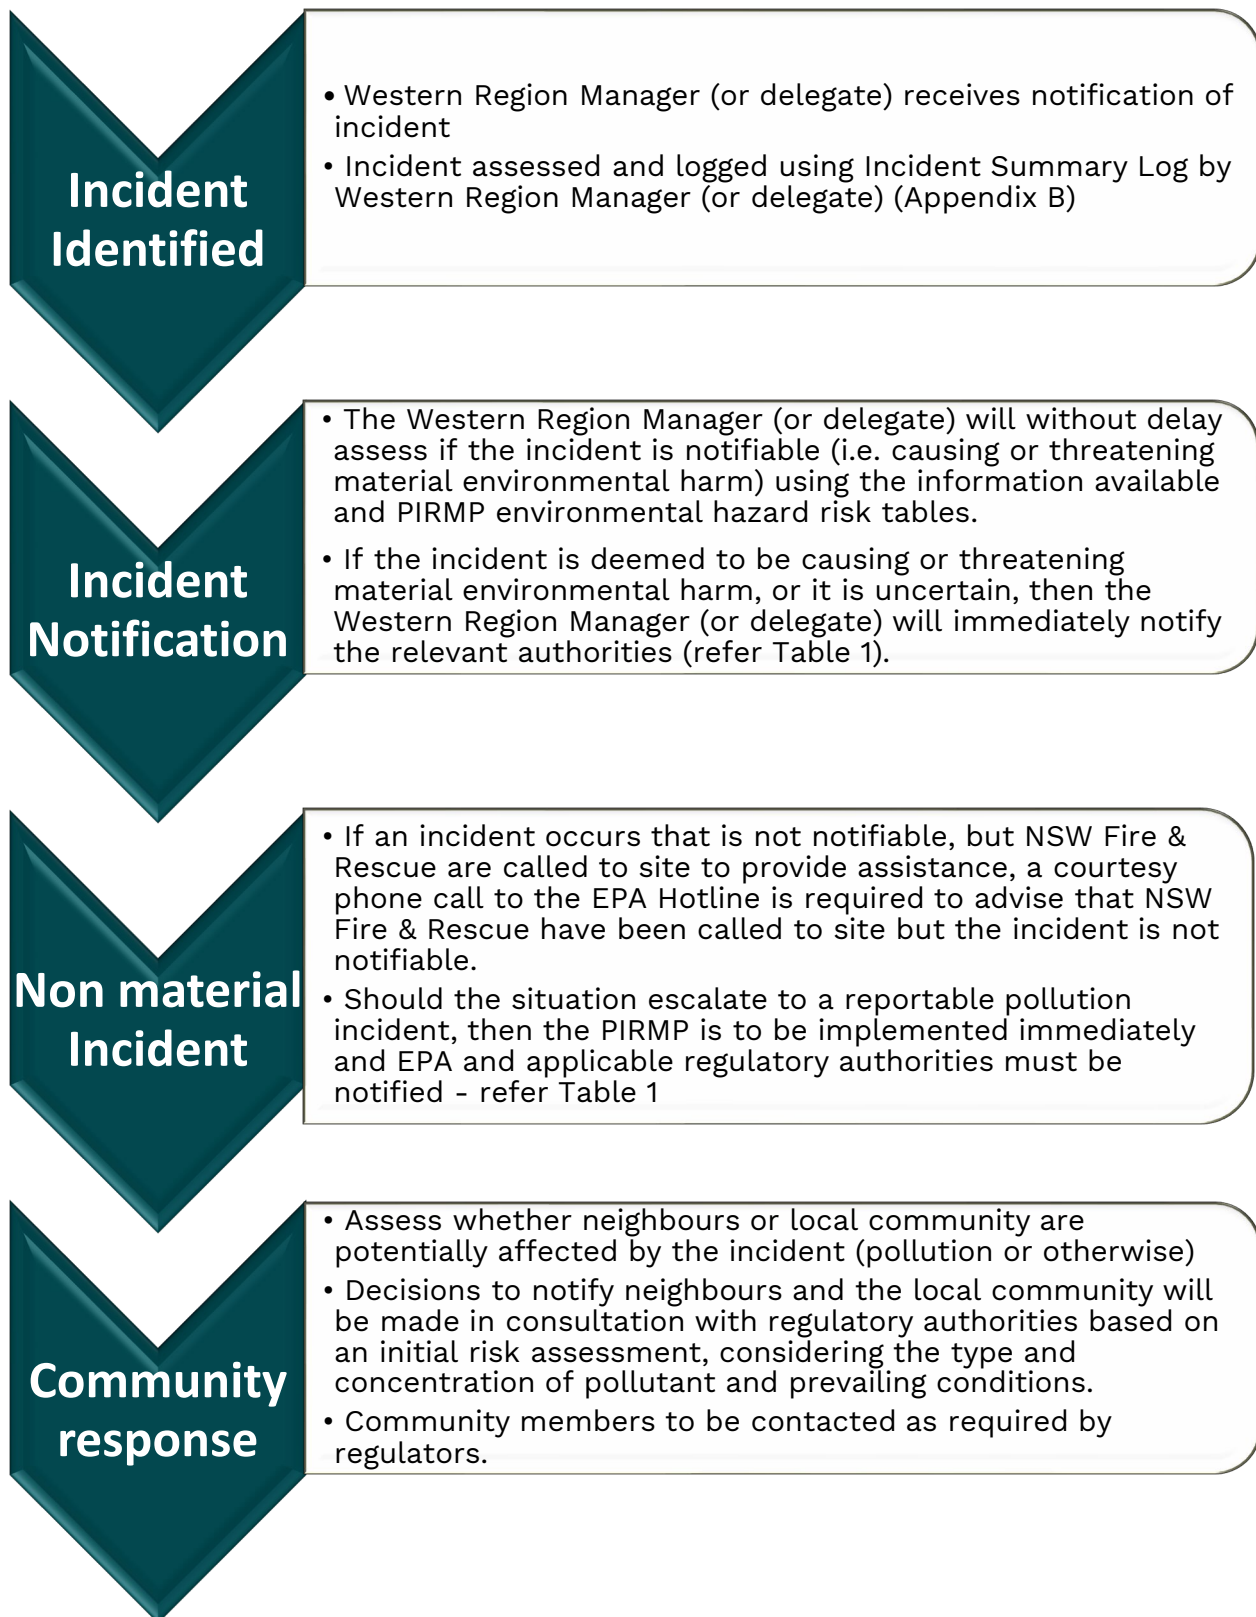 Incident
Identified
• Western Region Manager (or delegate) receives notification of
incident
• Incident assessed and logged using Incident Summary Log by
Western Region Manager (or delegate) (Appendix B)
Incident
Notification
• The Western Region Manager (or delegate) will without delay
assess if the incident is notifiable (i.e. causing or threatening
material environmental harm) using the information available
and PIRMP environmental hazard risk tables.
• If the incident is deemed to be causing or threatening
material environmental harm, or it is uncertain, then the
Western Region Manager (or delegate) will immediately notify
the relevant authorities (refer Table 1).
Non material
Incident
• If an incident occurs that is not notifiable, but NSW Fire &
Rescue are called to site to provide assistance, a courtesy
phone call to the EPA Hotline is required to advise that NSW
Fire & Rescue have been called to site but the incident is not
notifiable.
• Should the situation escalate to a reportable pollution
incident, then the PIRMP is to be implemented immediately
and EPA and applicable regulatory authorities must be
notified - refer Table 1
Community
response
• Assess whether neighbours or local community are
potentially affected by the incident (pollution or otherwise)
• Decisions to notify neighbours and the local community will
be made in consultation with regulatory authorities based on
an initial risk assessment, considering the type and
concentration of pollutant and prevailing conditions.
• Community members to be contacted as required by
regulators.